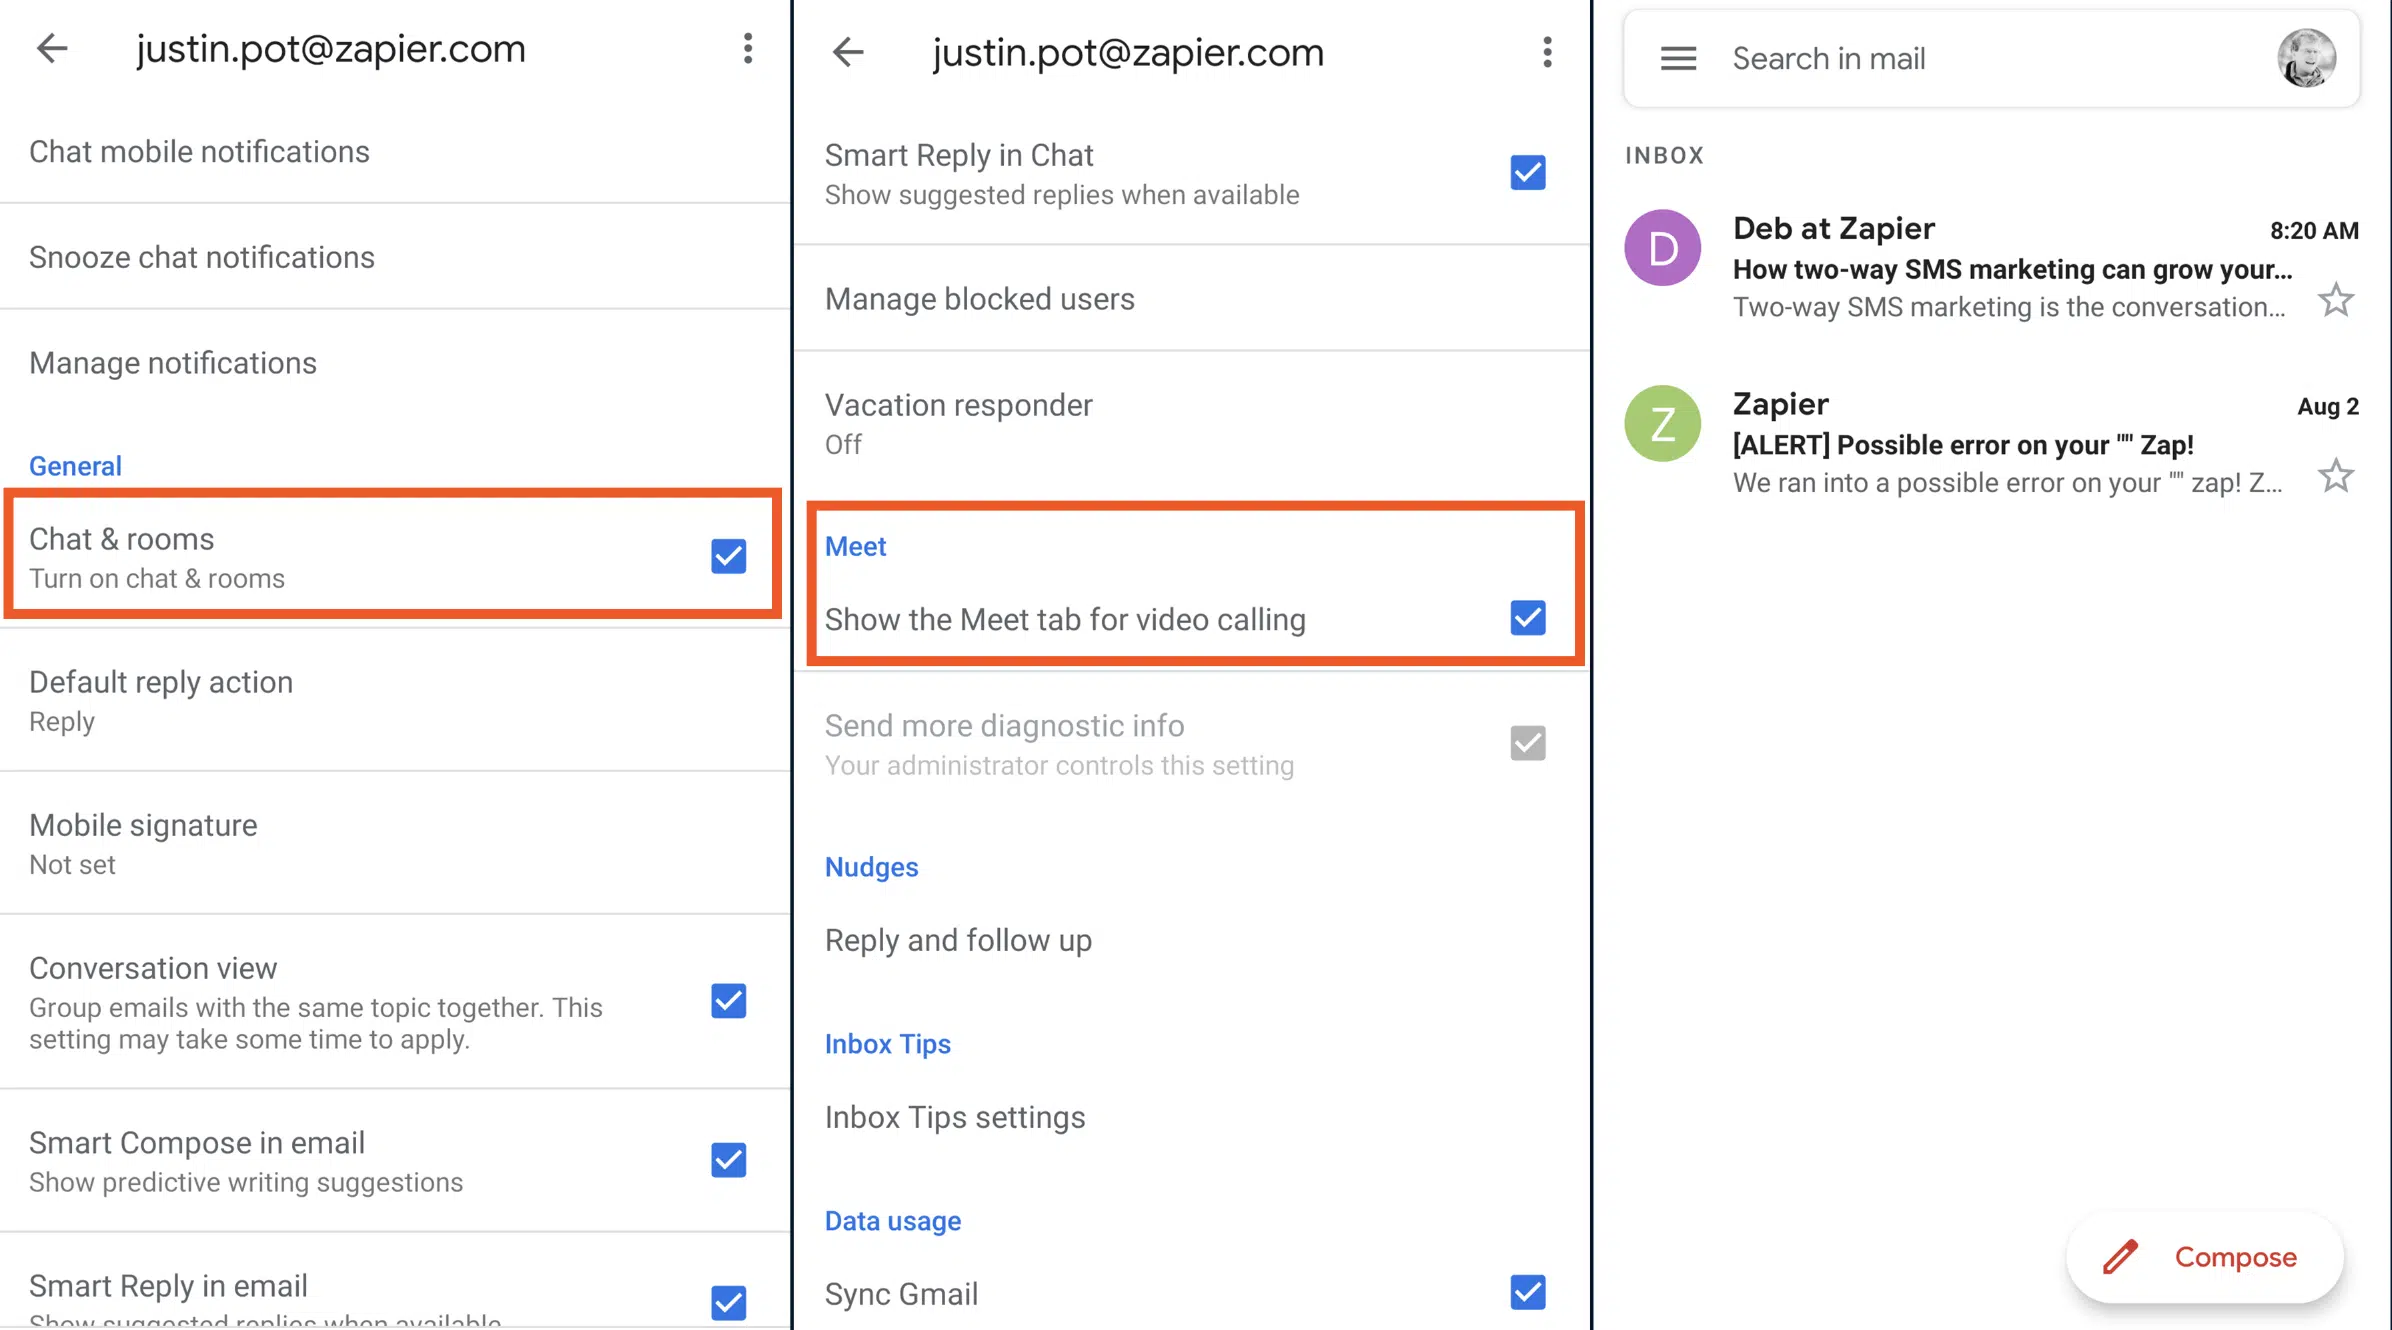 justin.pot@zapier.com
Chat mobile notifications
Snooze chat notifications
Manage notifications
General
Chat & rooms
Turn on chat & rooms
Default reply action
Reply
Mobile signature
Not set
Conversation view
Group emails with the same topic together. This
setting may take some time to apply.
Smart Compose in email
Show predictive writing suggestions
Smart Reply in email
Show suggested replies when available
justin.pot@zapier.com
Smart Reply in Chat
Show suggested replies when available
Manage blocked users
Vacation responder
Off
Meet
Show the Meet tab for video calling
Send more diagnostic info
Your administrator controls this setting
Nudges
Reply and follow up
Inbox Tips
Inbox Tips settings
Data usage
Sync Gmail
Search in mail
INBOX
D
Deb at Zapier 8:20 AM
How two-way SMS marketing can grow your...
Two-way SMS marketing is the conversation...
Z
Zapier Aug 2
[ALERT] Possible error on your "" Zap!
We ran into a possible error on your "" zap! Z...
Compose